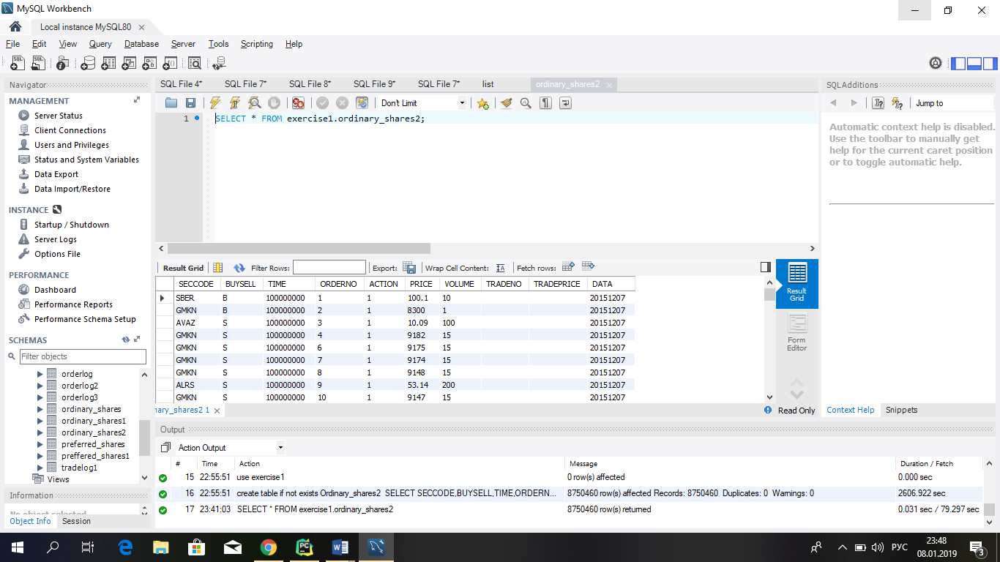 MySQL Workbench
Local instance MySQL80
File Edit View Query Database Server Tools Scripting Help
Navigator
MANAGEMENT
Server Status
Client Connections
Users and Privileges
Status and System Variables
Data Export
Data Import/Restore
INSTANCE
Startup / Shutdown
Server Logs
Options File
PERFORMANCE
Dashboard
Performance Reports
Performance Schema Setup
SCHEMAS
Filter objects
orderlog
orderlog2
orderlog3
ordinary_shares
ordinary_shares1
ordinary_shares2
preferred_shares
preffered_shares1
tradelog1
Views
Information
No object selected
Object Info Session
SQL File 4* SQL File 7* SQL File 8* SQL File 9* SQL File 7* list ordinary_shares2
Don't Limit
1 SELECT * FROM exercise1.ordinary_shares2;
Result Grid Filter Rows: Export: Wrap Cell Content: Fetch rows:
SECCODE BUYSELL TIME ORDERNO ACTION PRICE VOLUME TRADENO TRADEPRICE DATA
SBER B 100000000 1 1 100.1 10 20151207
GMKN B 100000000 2 1 8300 1 20151207
AVAZ S 100000000 3 1 10.09 100 20151207
GMKN S 100000000 4 1 9182 15 20151207
GMKN S 100000000 6 1 9175 15 20151207
GMKN S 100000000 7 1 9174 15 20151207
GMKN S 100000000 8 1 9148 15 20151207
ALRS S 100000000 9 1 53.14 200 20151207
GMKN S 100000000 10 1 9147 15 20151207
Result
Grid
Form
Editor
nary_shares2 1
Read Only
SQLAdditions
Jump to
Automatic context help is disabled.
Use the toolbar to manually get
help for the current caret position
or to toggle automatic help.
Context Help Snippets
Output
Action Output
# Time Action Message Duration / Fetch
15 22:55:51 use exercise1 0 row(s) affected 0.000 sec
16 22:55:51 create table if not exists Ordinary_shares2 SELECT SECCODE,BUYSELL,TIME,ORDERN... 8750460 row(s) affected Records: 8750460 Duplicates: 0 Warnings: 0 2606.922 sec
17 23:41:03 SELECT * FROM exercise1.ordinary_shares2 8750460 row(s) returned 0.031 sec / 79.297 sec
РУС
23:48
08.01.2019
3